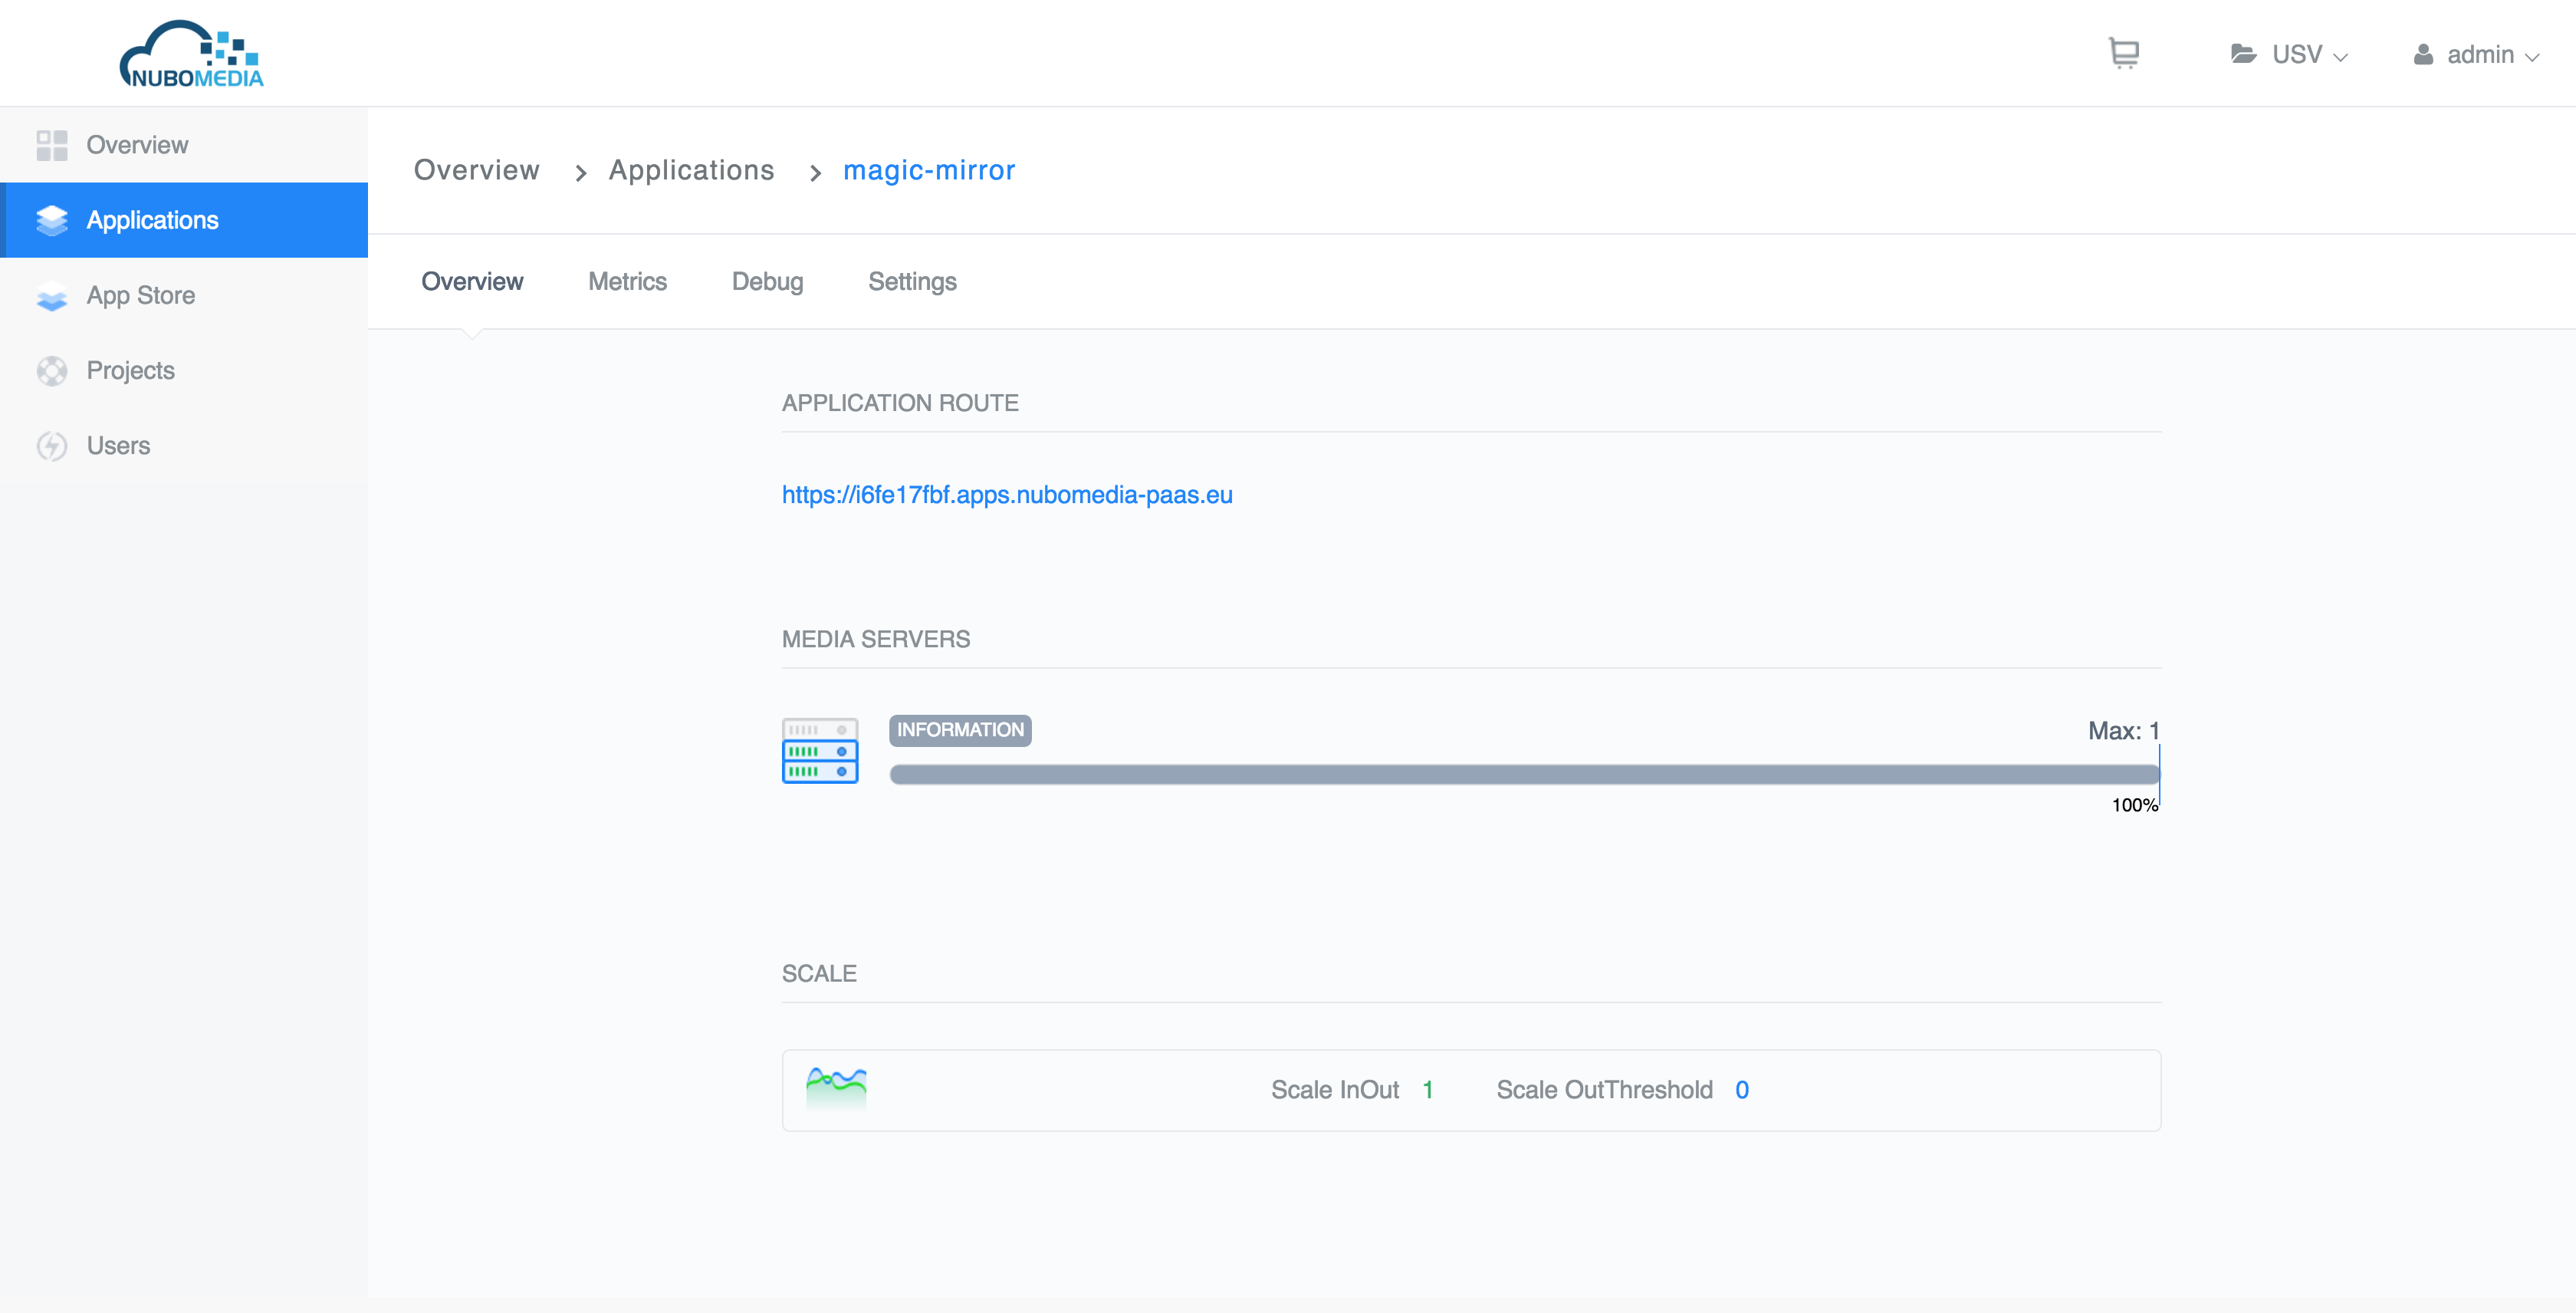 NUBOMEDIA
USV
admin
Overview
Applications
App Store
Projects
Users
Overview > Applications > magic-mirror
Overview Metrics Debug Settings
APPLICATION ROUTE
https://i6fe17fbf.apps.nubomedia-paas.eu
MEDIA SERVERS
INFORMATION
Max: 1
100%
SCALE
Scale InOut 1 Scale OutThreshold 0